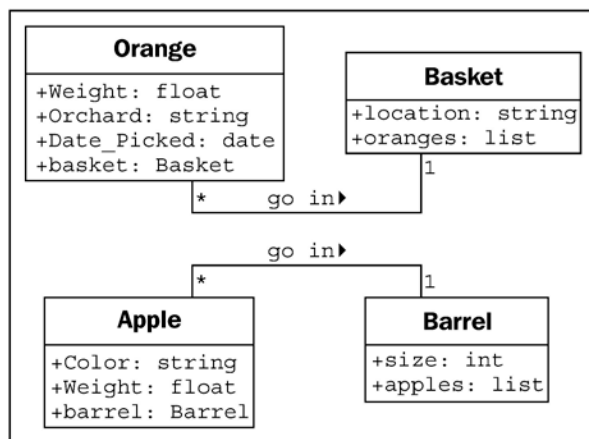 Orange
+Weight: float
+Orchard: string
+Date_Picked: date
+basket: Basket
Basket
+location: string
+oranges: list
* go in▶ 1
go in▶
* 1
Apple
+Color: string
+Weight: float
+barrel: Barrel
Barrel
+size: int
+apples: list